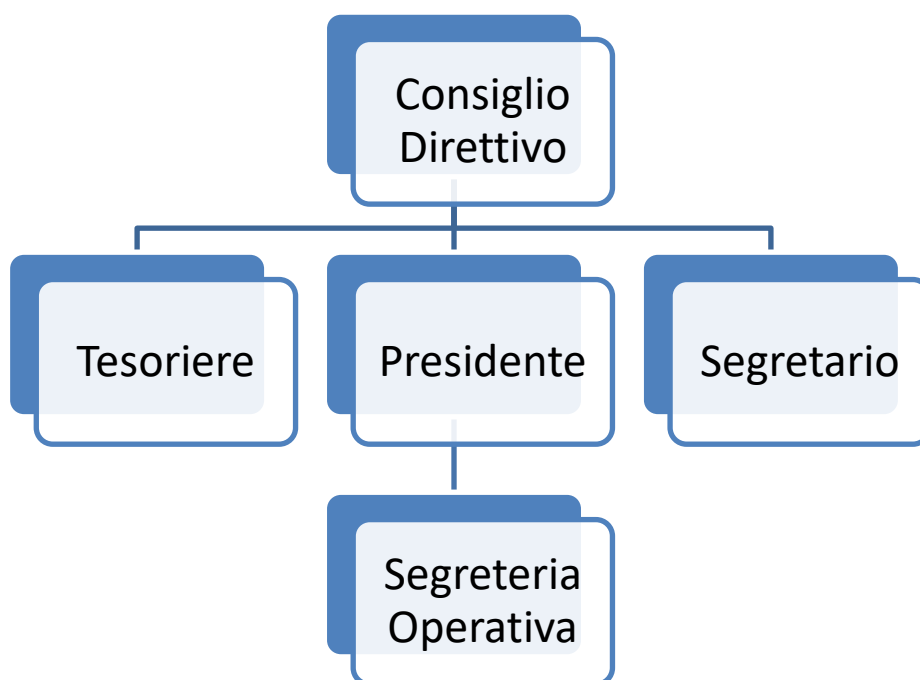 Consiglio
Direttivo
Tesoriere
Presidente
Segretario
Segreteria
Operativa